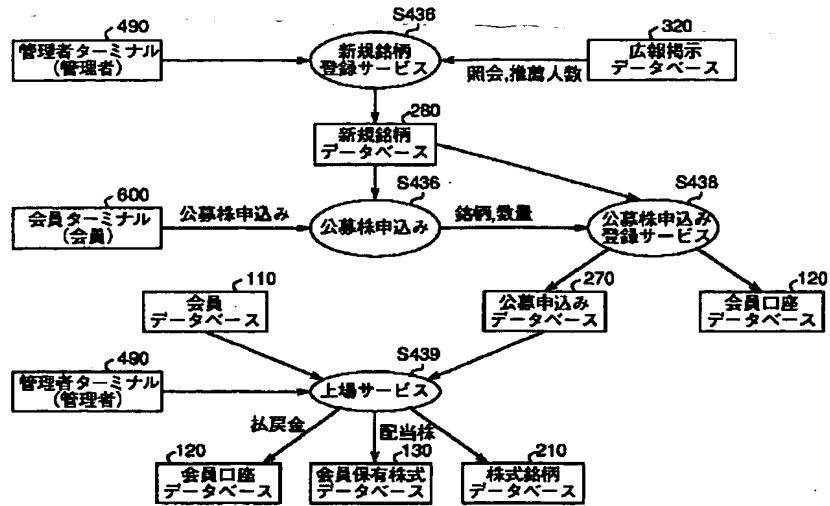 S436
490
320
管理者ターミナル
(管理者)
新規銘柄
登録サービス
広報掲示
データベース
照会,推薦人数
280
新規銘柄
データベース
600
S436
S438
会員ターミナル
(会員)
公募株申込み
公募株申込み
銘柄,数量
公募株申込み
登録サービス
110
270
120
会員
データベース
公募申込み
データベース
会員口座
データベース
490
S439
管理者ターミナル
(管理者)
上場サービス
払戻金
配当株
120
130
210
会員口座
データベース
会員保有株式
データベース
株式銘柄
データベース